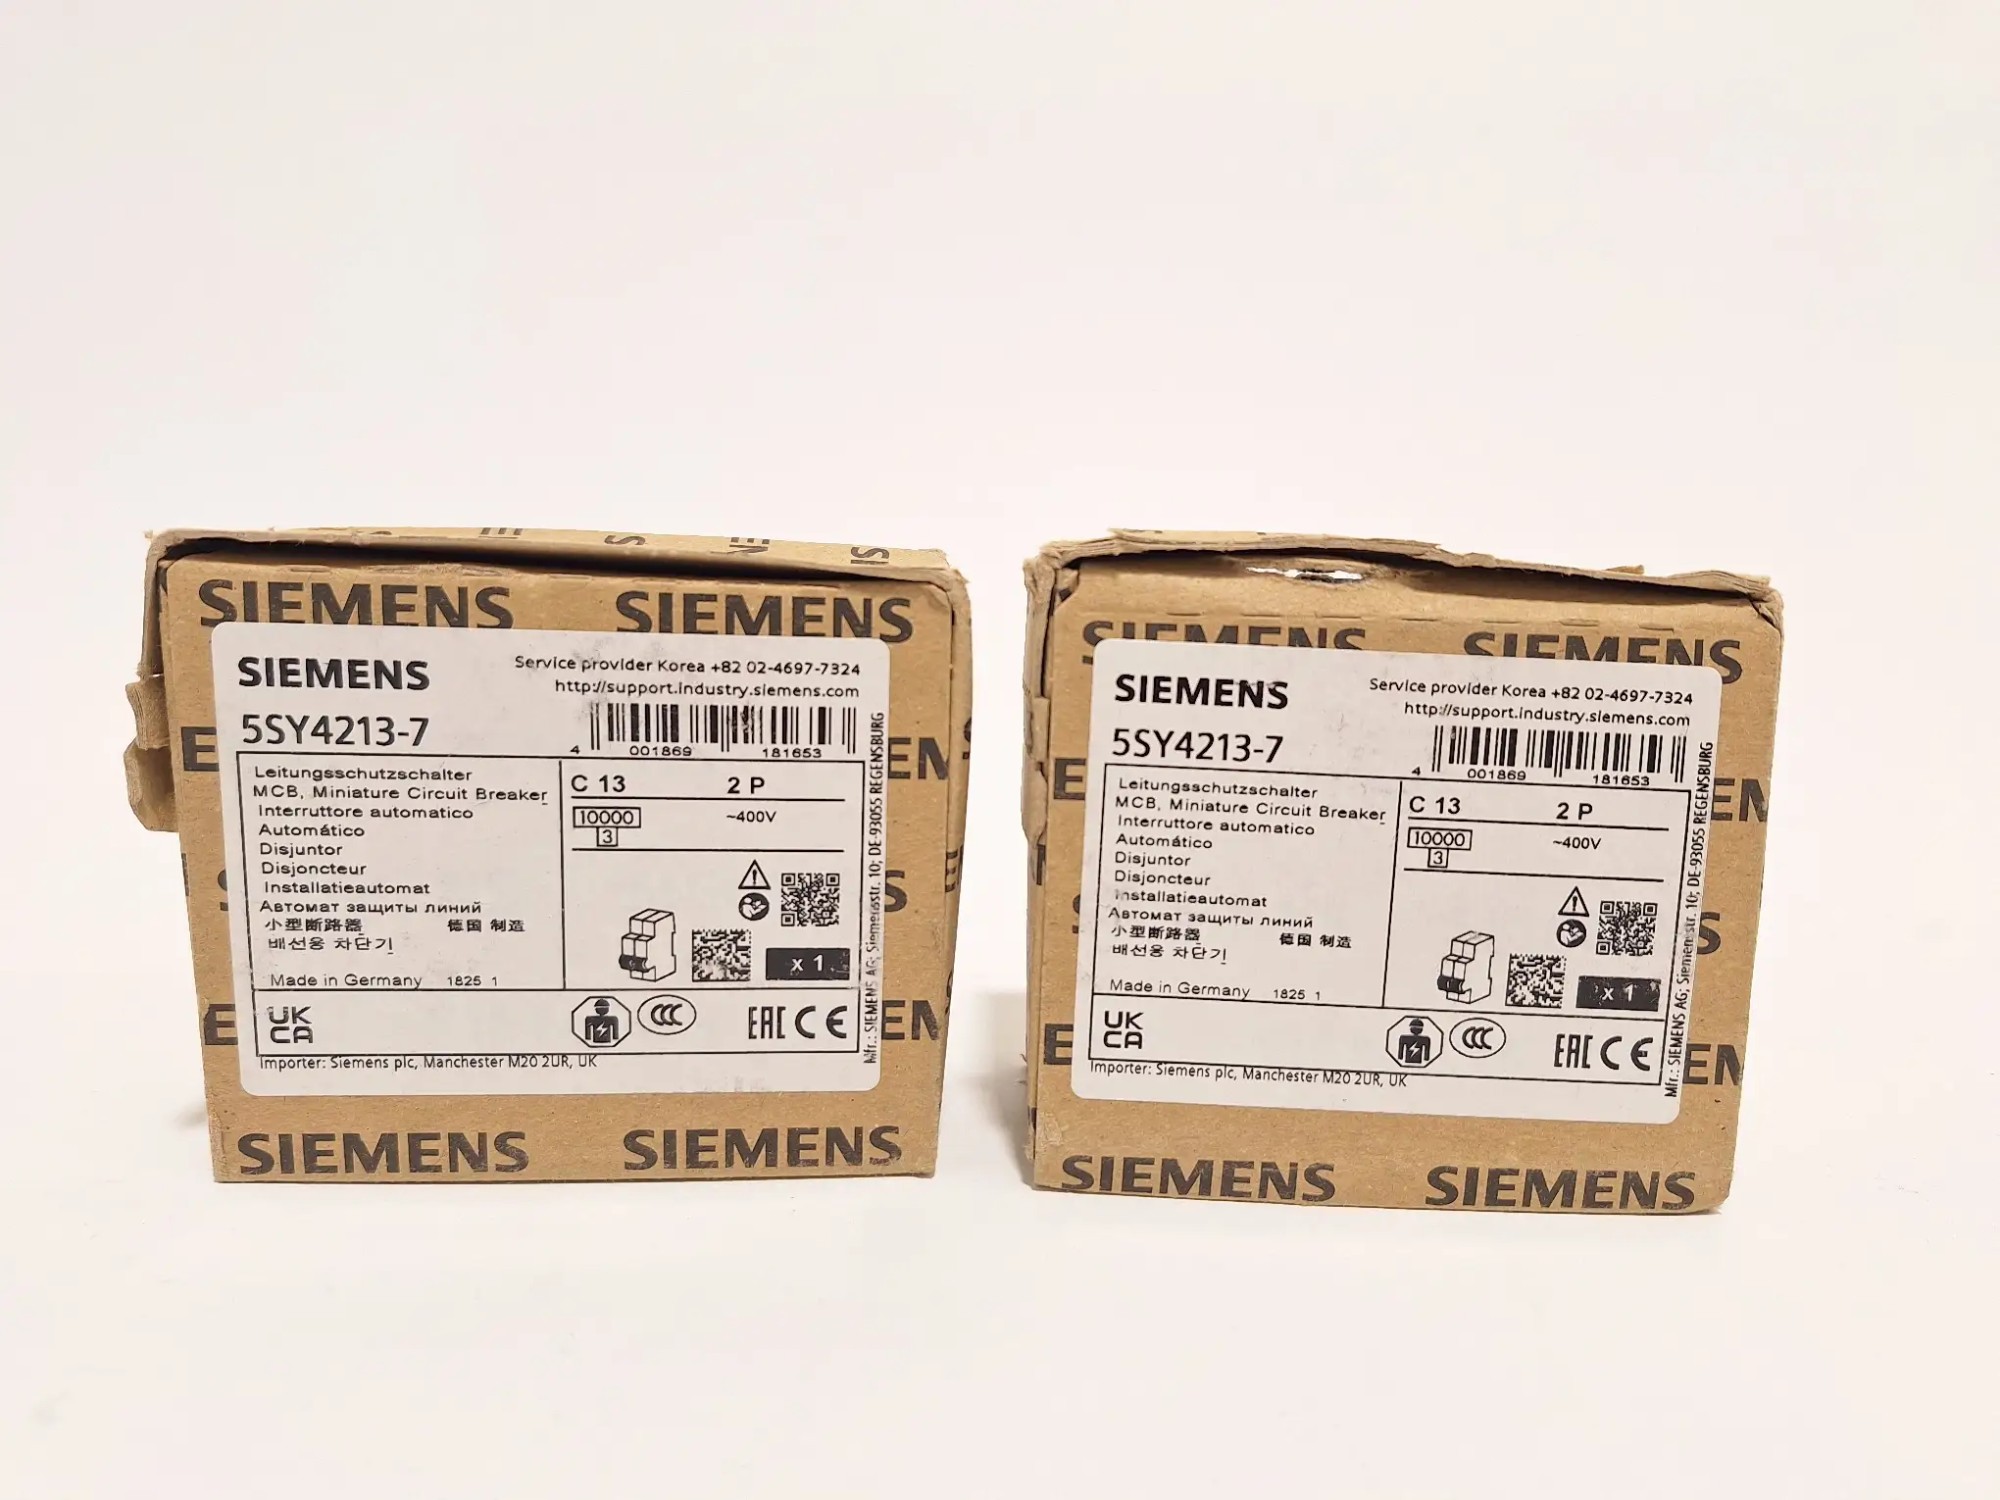 SIEMENS SIEMENS
SIEMENS
Service provider Korea +82 02-4697-7324
http://support.industry.siemens.com
5SY4213-7
4 001869 181653
Leitungsschutzschalter
MCB, Miniature Circuit Breaker
Interruttore automatico
Automático
Disjuntor
Disjoncteur
Installatieautomat
Автомат защиты линий
小型断路器 德国 制造
배선용 차단기
Made in Germany 1825 1
C 13 2 P
10000 ~400V
3
x 1
UK
CA
CCC
EAC CE
Importer: Siemens plc, Manchester M20 2UR, UK
Mfr.: SIEMENS AG; Siemensstr. 10; DE-93055 REGENSBURG
SIEMENS SIEMENS
SIEMENS SIEMENS
SIEMENS
Service provider Korea +82 02-4697-7324
http://support.industry.siemens.com
5SY4213-7
4 001869 181653
Leitungsschutzschalter
MCB, Miniature Circuit Breaker
Interruttore automatico
Automático
Disjuntor
Disjoncteur
Installatieautomat
Автомат защиты линий
小型断路器 德国 制造
배선용 차단기
Made in Germany 1825 1
C 13 2 P
10000 ~400V
3
x 1
UK
CA
CCC
EAC CE
Importer: Siemens plc, Manchester M20 2UR, UK
Mfr.: SIEMENS AG; Siemensstr. 10; DE-93055 REGENSBURG
SIEMENS SIEMENS